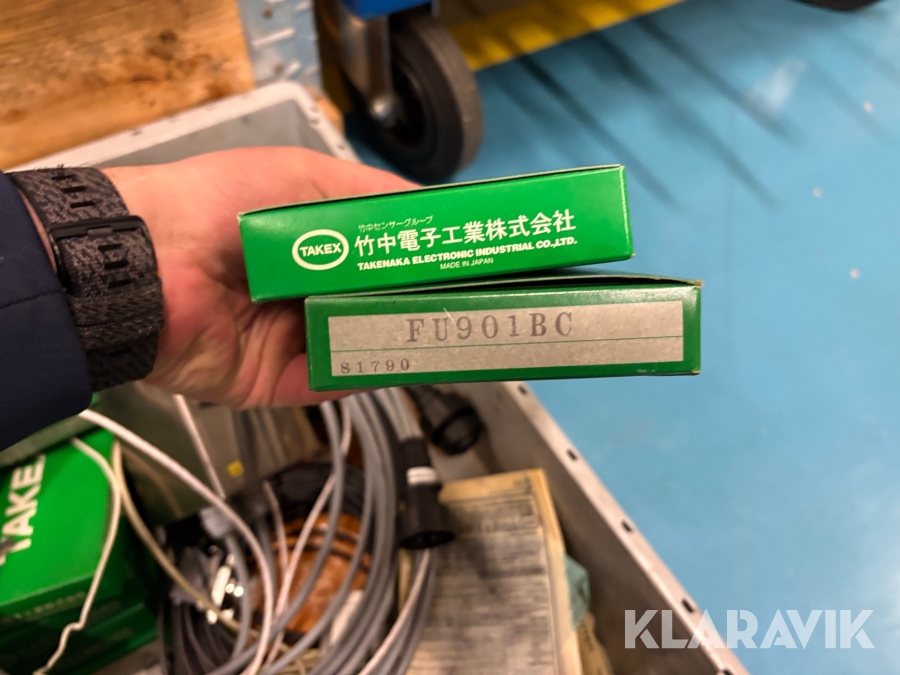 竹中センサーグループ
TAKEX
竹中電子工業株式会社
TAKENAKA ELECTRONIC INDUSTRIAL CO.,LTD.
MADE IN JAPAN
FU901BC
81790
TAKE
KLARAVIK